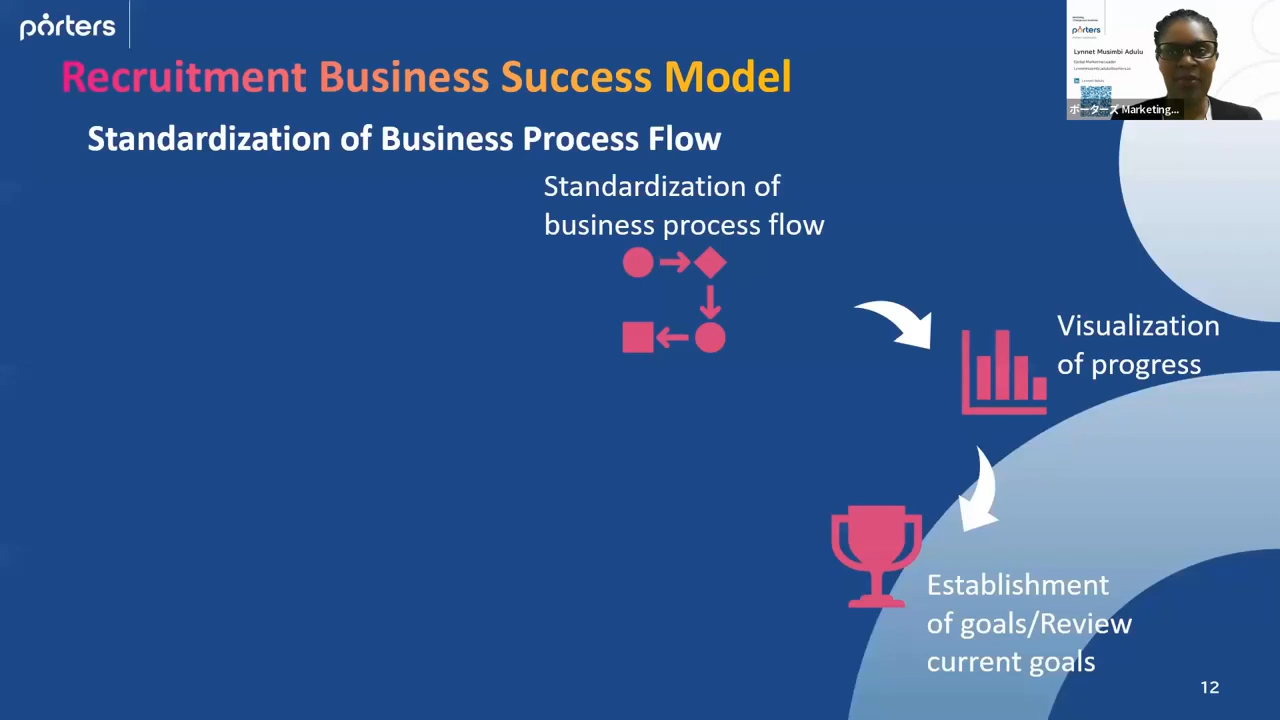 pörters
Recruitment Business Success Model
Standardization of Business Process Flow
Standardization of
business process flow
Visualization
of progress
Establishment
of goals/Review
current goals
12
porters
Lynnet Musimbi Adulu
ポーターズ Marketing...